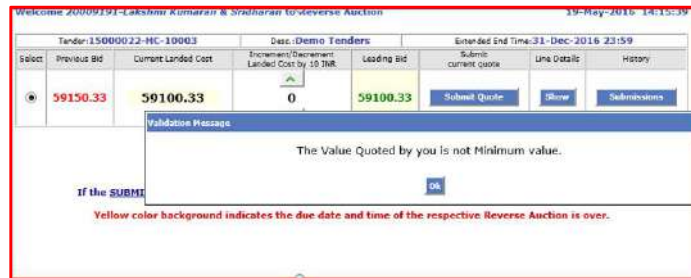 Welcome 20009191-Lakshmi Kumaran & Sridharan to Reverse Auction 19-May-2016 14:15:39
Tender:15000022-HC-10003 Desc.:Demo Tenders Extended End Time:31-Dec-2016 23:59
Select Previous Bid Current Landed Cost Increment/Decrement Landed Cost by 10 INR Leading Bid Submit current quote Line Details History
59150.33 59100.33 0 59100.33 Submit Quote Show Submissions
Validation Message
The Value Quoted by you is not Minimum value.
Ok
If the SUBMI
Yellow color background indicates the due date and time of the respective Reverse Auction is over.